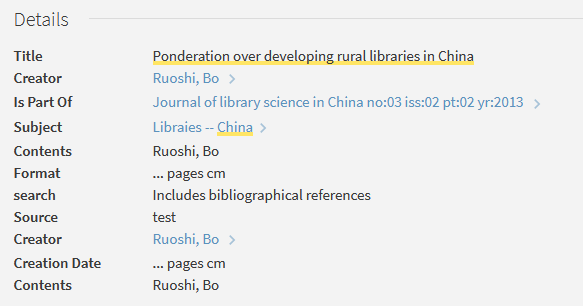 Details
Title Ponderation over developing rural libraries in China
Creator Ruoshi, Bo
Is Part Of Journal of library science in China no:03 iss:02 pt:02 yr:2013
Subject Libraies -- China
Contents Ruoshi, Bo
Format ... pages cm
search Includes bibliographical references
Source test
Creator Ruoshi, Bo
Creation Date ... pages cm
Contents Ruoshi, Bo